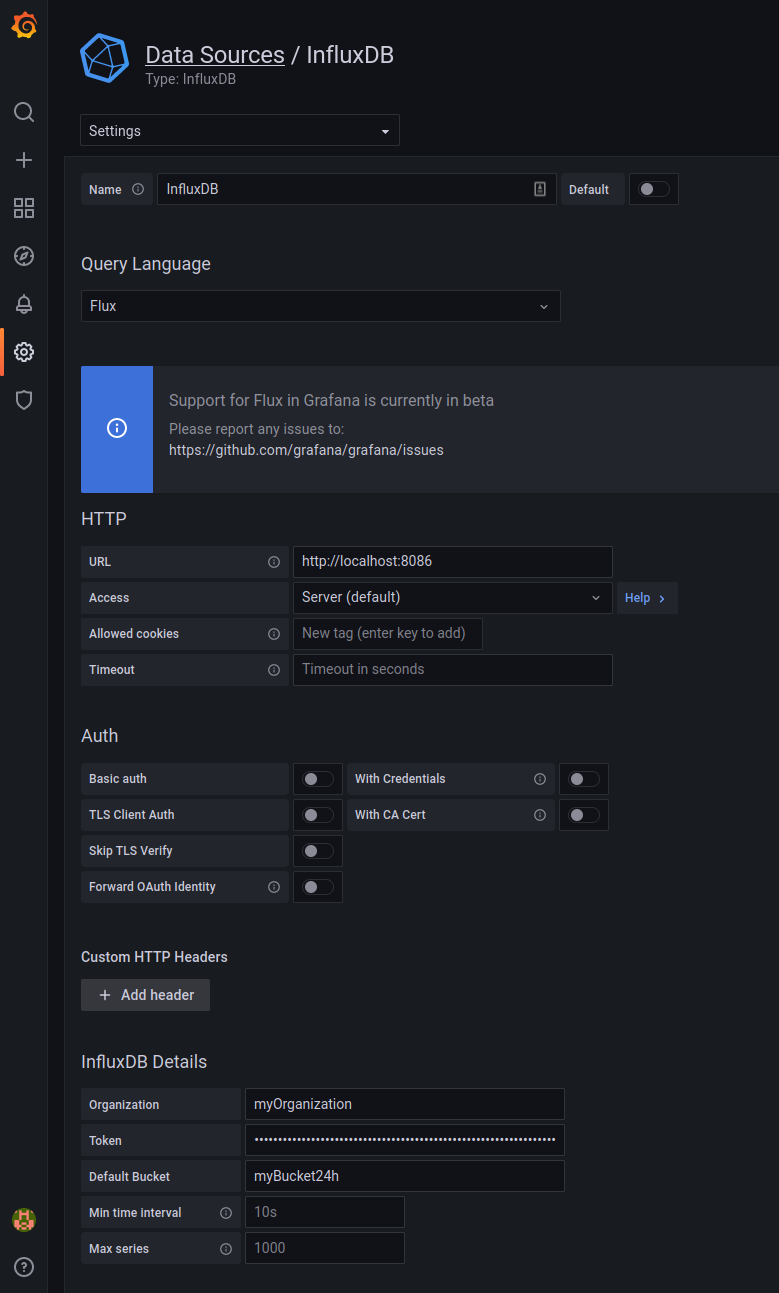 Data Sources / InfluxDB
Type: InfluxDB
Settings
Name InfluxDB Default
Query Language
Flux
Support for Flux in Grafana is currently in beta
Please report any issues to:
https://github.com/grafana/grafana/issues
HTTP
URL http://localhost:8086
Access Server (default) Help
Allowed cookies New tag (enter key to add)
Timeout Timeout in seconds
Auth
Basic auth With Credentials
TLS Client Auth With CA Cert
Skip TLS Verify
Forward OAuth Identity
Custom HTTP Headers
+ Add header
InfluxDB Details
Organization myOrganization
Token
Default Bucket myBucket24h
Min time interval 10s
Max series 1000